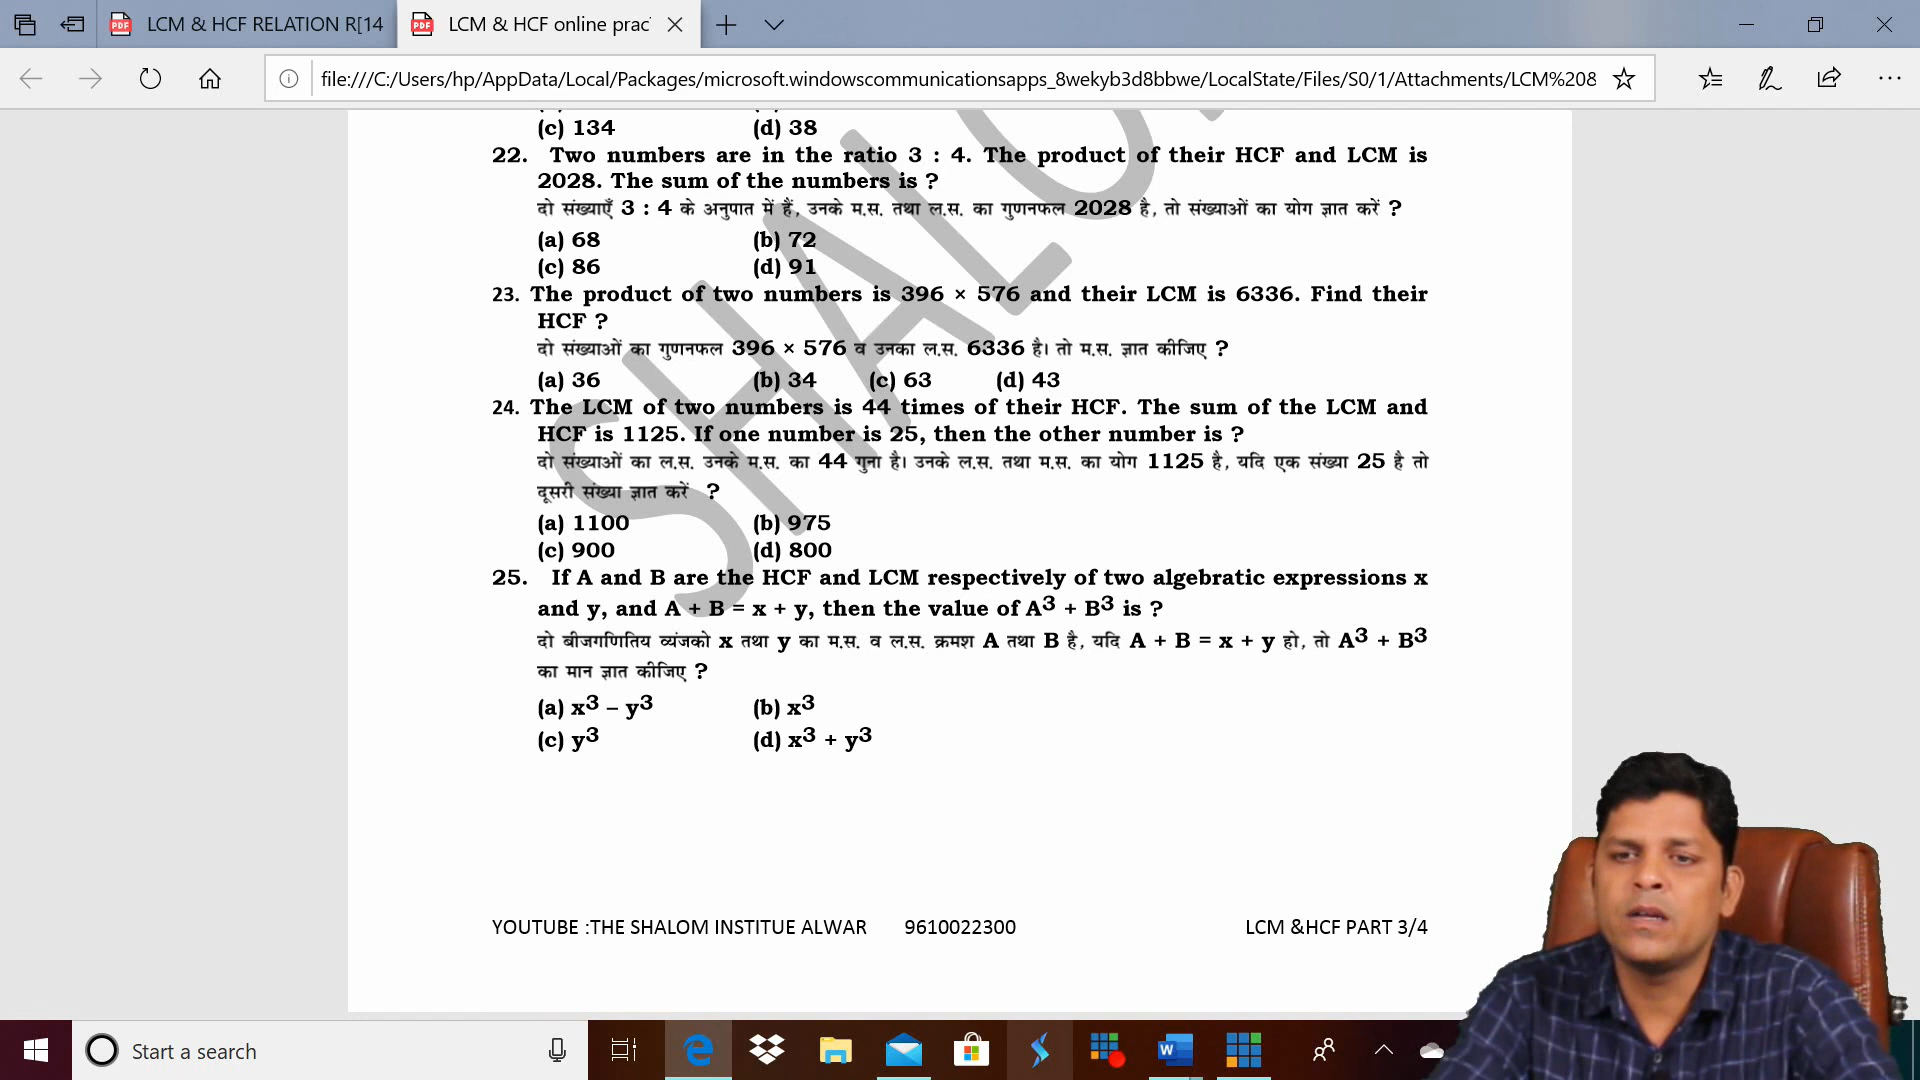 LCM & HCF RELATION R[14
LCM & HCF online prac
file:///C:/Users/hp/AppData/Local/Packages/microsoft.windowscommunicationsapps_8wekyb3d8bbwe/LocalState/Files/S0/1/Attachments/LCM%208
(c) 134 (d) 38
22. Two numbers are in the ratio 3 : 4. The product of their HCF and LCM is
2028. The sum of the numbers is ?
दो संख्याएँ 3 : 4 के अनुपात में हैं, उनके म.स. तथा ल.स. का गुणनफल 2028 है, तो संख्याओं का योग ज्ञात करें ?
(a) 68 (b) 72
(c) 86 (d) 91
23. The product of two numbers is 396 × 576 and their LCM is 6336. Find their
HCF ?
दो संख्याओं का गुणनफल 396 × 576 व उनका ल.स. 6336 है। तो म.स. ज्ञात कीजिए ?
(a) 36 (b) 34 (c) 63 (d) 43
24. The LCM of two numbers is 44 times of their HCF. The sum of the LCM and
HCF is 1125. If one number is 25, then the other number is ?
दो संख्याओं का ल.स. उनके म.स. का 44 गुना है। उनके ल.स. तथा म.स. का योग 1125 है, यदि एक संख्या 25 है तो
दूसरी संख्या ज्ञात करें ?
(a) 1100 (b) 975
(c) 900 (d) 800
25. If A and B are the HCF and LCM respectively of two algebratic expressions x
and y, and A + B = x + y, then the value of A³ + B³ is ?
दो बीजगणितिय व्यंजको x तथा y का म.स. व ल.स. क्रमश A तथा B है, यदि A + B = x + y हो, तो A³ + B³
का मान ज्ञात कीजिए ?
(a) x³ – y³ (b) x³
(c) y³ (d) x³ + y³
YOUTUBE :THE SHALOM INSTITUE ALWAR 9610022300 LCM &HCF PART 3/4
Start a search